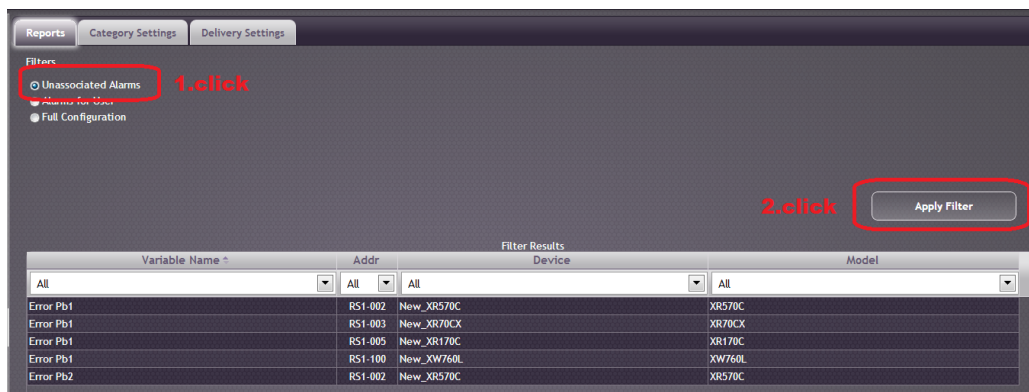 Reports Category Settings Delivery Settings
Filters
Unassociated Alarms 1.click
Alarms for User
Full Configuration
2.click Apply Filter
Filter Results
Variable Name Addr Device Model
All All All All
Error Pb1 RS1-002 New_XR570C XR570C
Error Pb1 RS1-003 New_XR70CX XR70CX
Error Pb1 RS1-005 New_XR170C XR170C
Error Pb1 RS1-100 New_XW760L XW760L
Error Pb2 RS1-002 New_XR570C XR570C